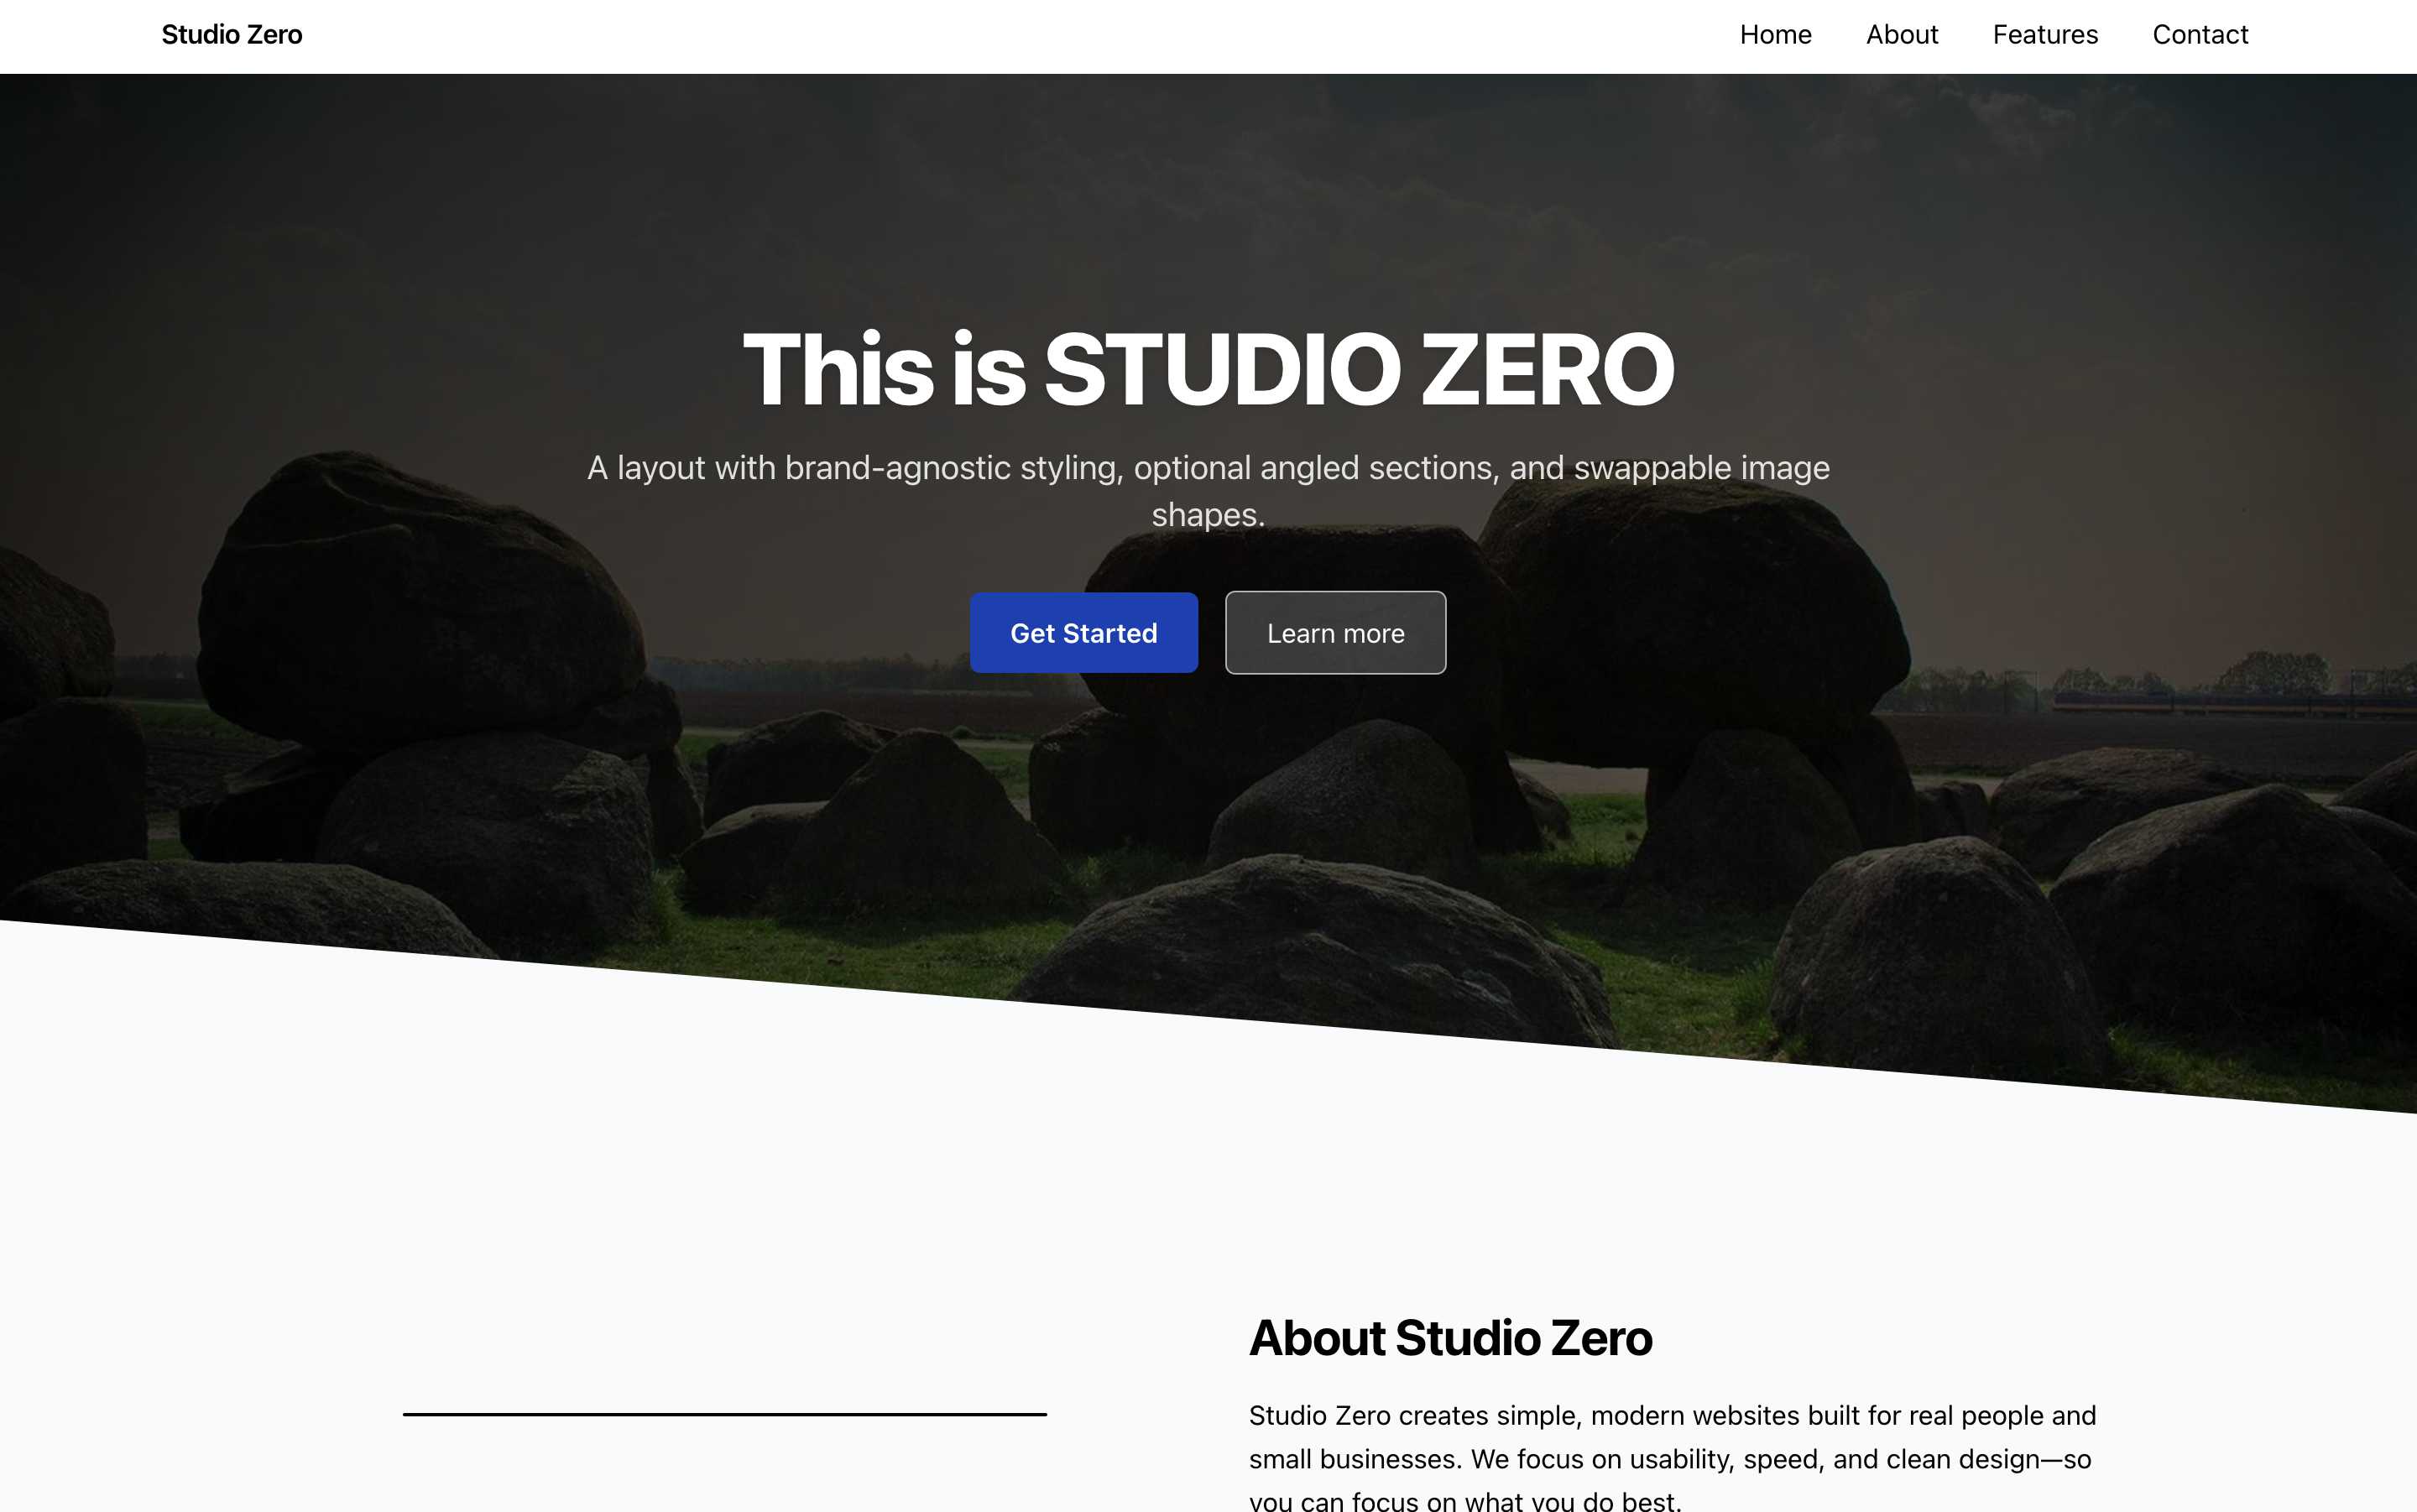 Studio Zero
Home About Features Contact
This is STUDIO ZERO
A layout with brand-agnostic styling, optional angled sections, and swappable image
shapes.
Get Started Learn more
About Studio Zero
Studio Zero creates simple, modern websites built for real people and
small businesses. We focus on usability, speed, and clean design—so
you can focus on what you do best.